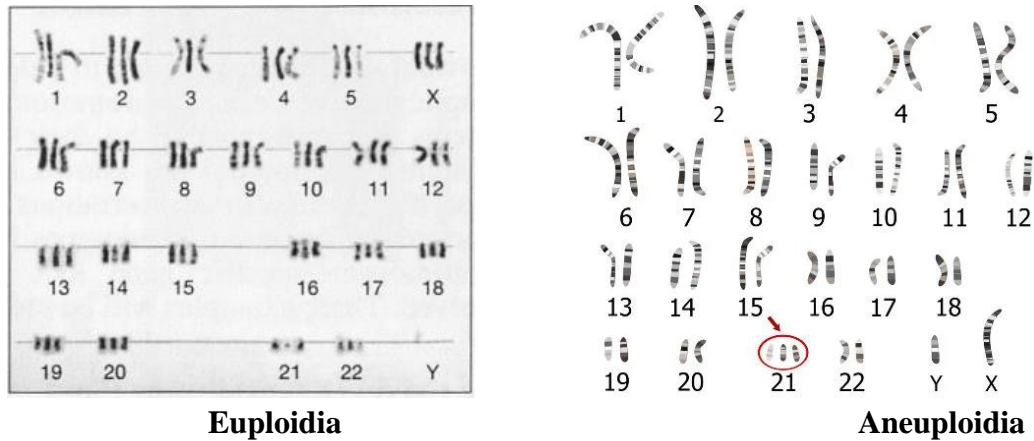 1 2 3 4 5 X
6 7 8 9 10 11 12
13 14 15 16 17 18
19 20 21 22 Y
1 2 3 4 5
6 7 8 9 10 11 12
13 14 15 16 17 18
19 20 21 22 Y X
Euploidia
Aneuploidia